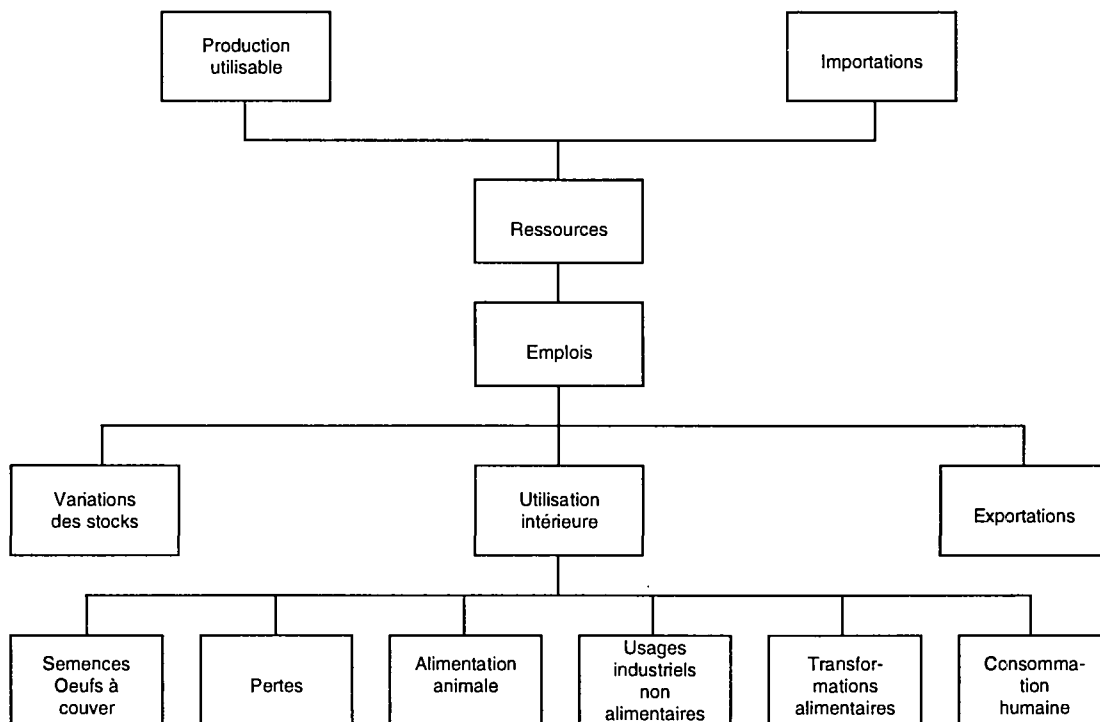 Production
utilisable
Importations
Ressources
Emplois
Variations
des stocks
Utilisation
intérieure
Exportations
Semences
Oeufs à
couver
Pertes
Alimentation
animale
Usages
industriels
non
alimentaires
Transfor-
mations
alimentaires
Consomma-
tion
humaine